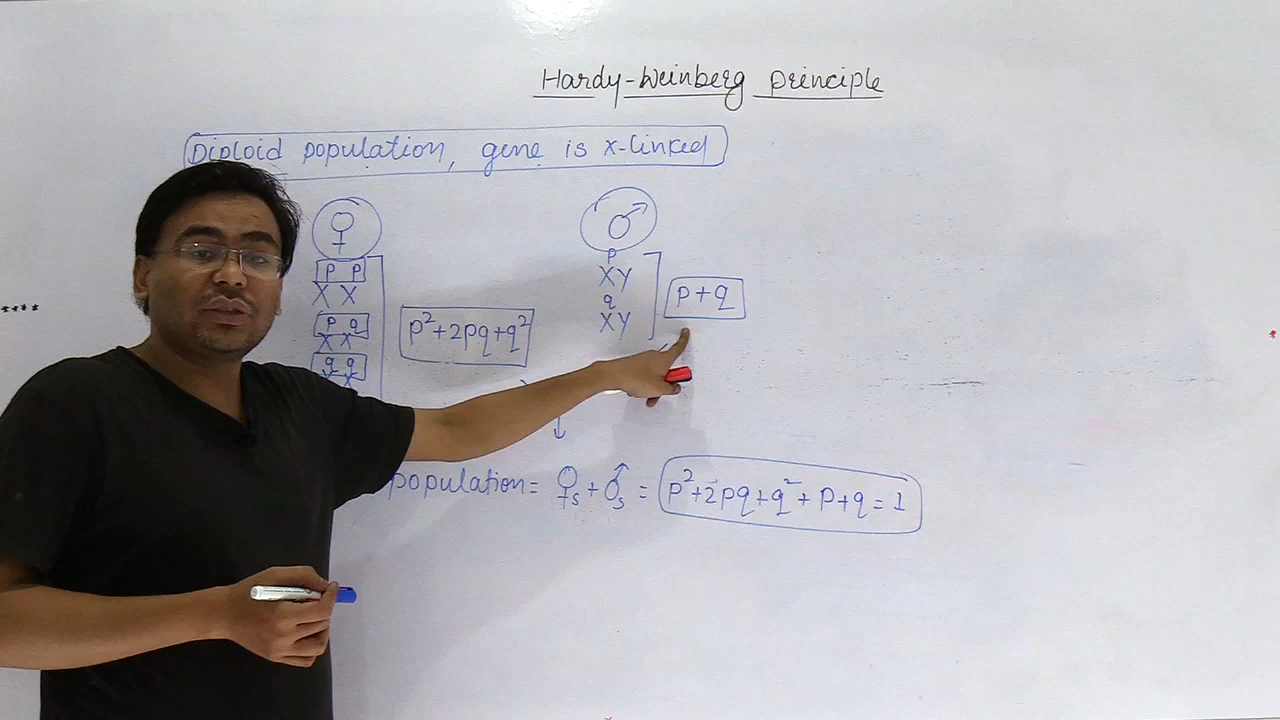 Hardy-Weinberg principle
Diploid population, gene is x-linked
♀
♂
P P
X X
P q
X X
q q
X X
p²+2pq+q²
P
XY
q
XY
p+q
population = ♀s + ♂s = p²+2pq+q²+p+q=1